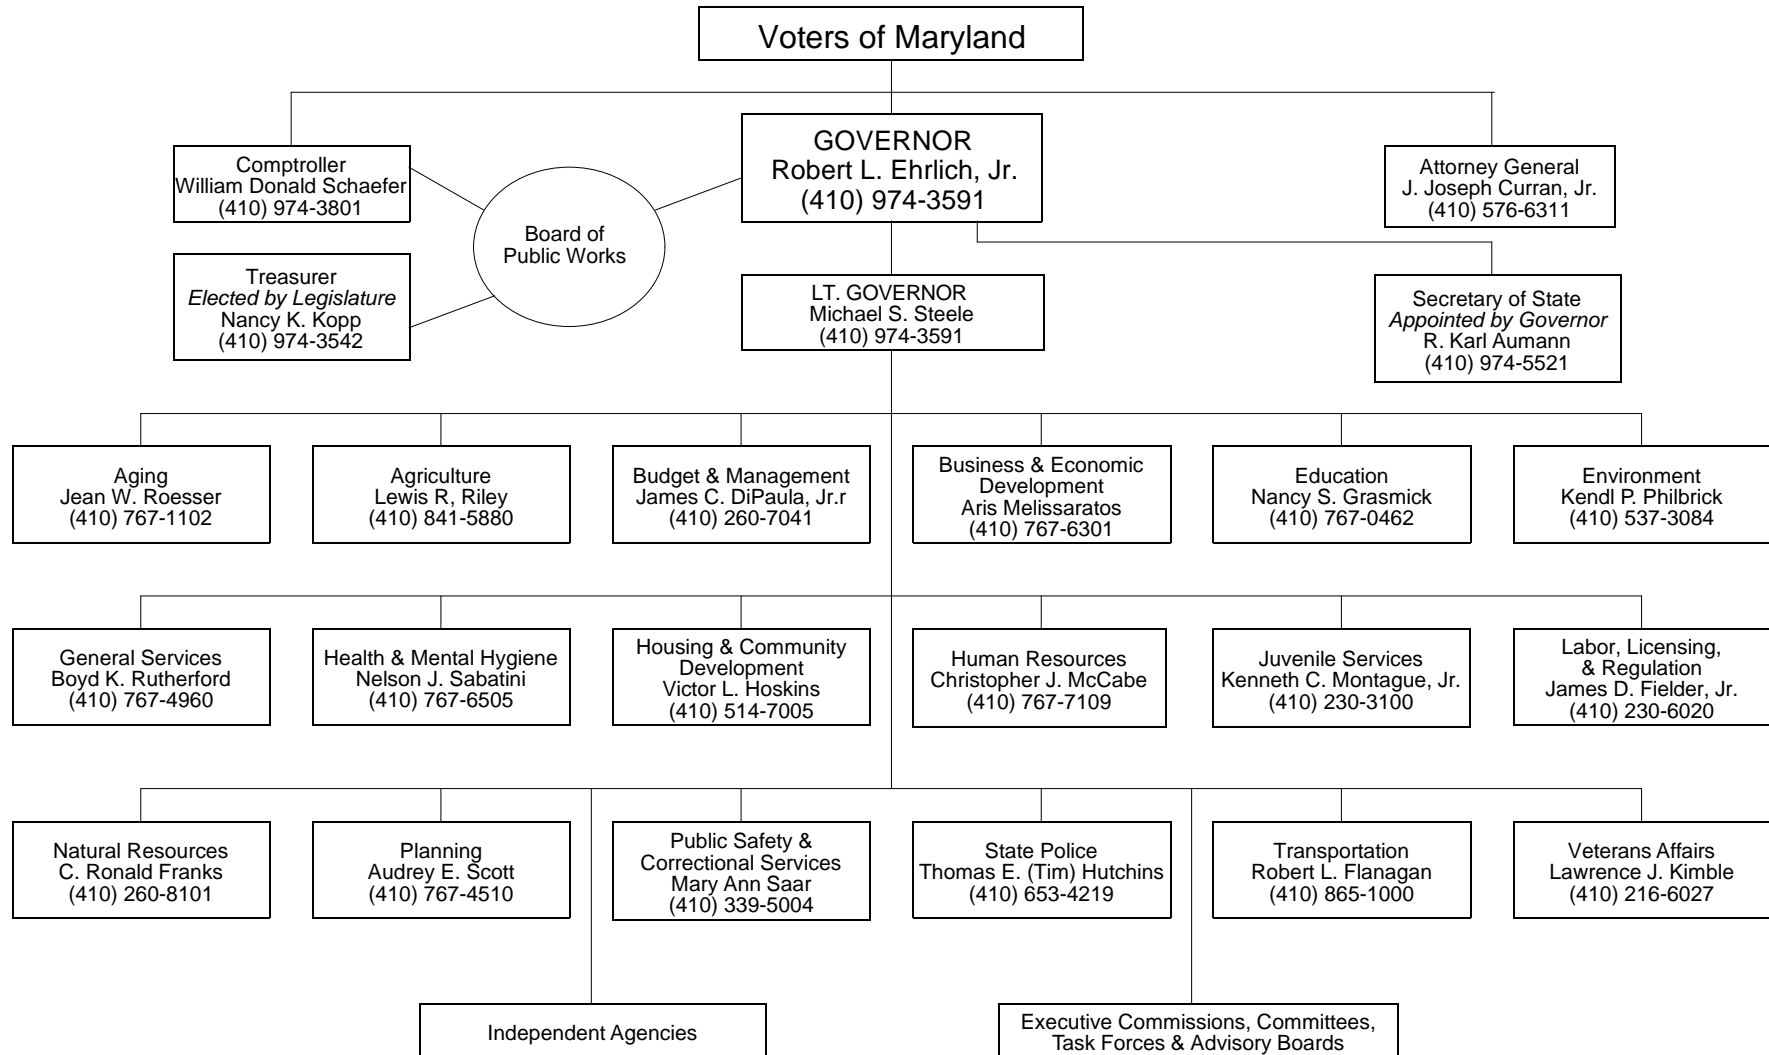 Voters of Maryland
Comptroller
William Donald Schaefer
(410) 974-3801
GOVERNOR
Robert L. Ehrlich, Jr.
(410) 974-3591
Attorney General
J. Joseph Curran, Jr.
(410) 576-6311
Board of
Public Works
Treasurer
Elected by Legislature
Nancy K. Kopp
(410) 974-3542
LT. GOVERNOR
Michael S. Steele
(410) 974-3591
Secretary of State
Appointed by Governor
R. Karl Aumann
(410) 974-5521
Aging
Jean W. Roesser
(410) 767-1102
Agriculture
Lewis R, Riley
(410) 841-5880
Budget & Management
James C. DiPaula, Jr.r
(410) 260-7041
Business & Economic
Development
Aris Melissaratos
(410) 767-6301
Education
Nancy S. Grasmick
(410) 767-0462
Environment
Kendl P. Philbrick
(410) 537-3084
General Services
Boyd K. Rutherford
(410) 767-4960
Health & Mental Hygiene
Nelson J. Sabatini
(410) 767-6505
Housing & Community
Development
Victor L. Hoskins
(410) 514-7005
Human Resources
Christopher J. McCabe
(410) 767-7109
Juvenile Services
Kenneth C. Montague, Jr.
(410) 230-3100
Labor, Licensing,
& Regulation
James D. Fielder, Jr.
(410) 230-6020
Natural Resources
C. Ronald Franks
(410) 260-8101
Planning
Audrey E. Scott
(410) 767-4510
Public Safety &
Correctional Services
Mary Ann Saar
(410) 339-5004
State Police
Thomas E. (Tim) Hutchins
(410) 653-4219
Transportation
Robert L. Flanagan
(410) 865-1000
Veterans Affairs
Lawrence J. Kimble
(410) 216-6027
Independent Agencies
Executive Commissions, Committees,
Task Forces & Advisory Boards